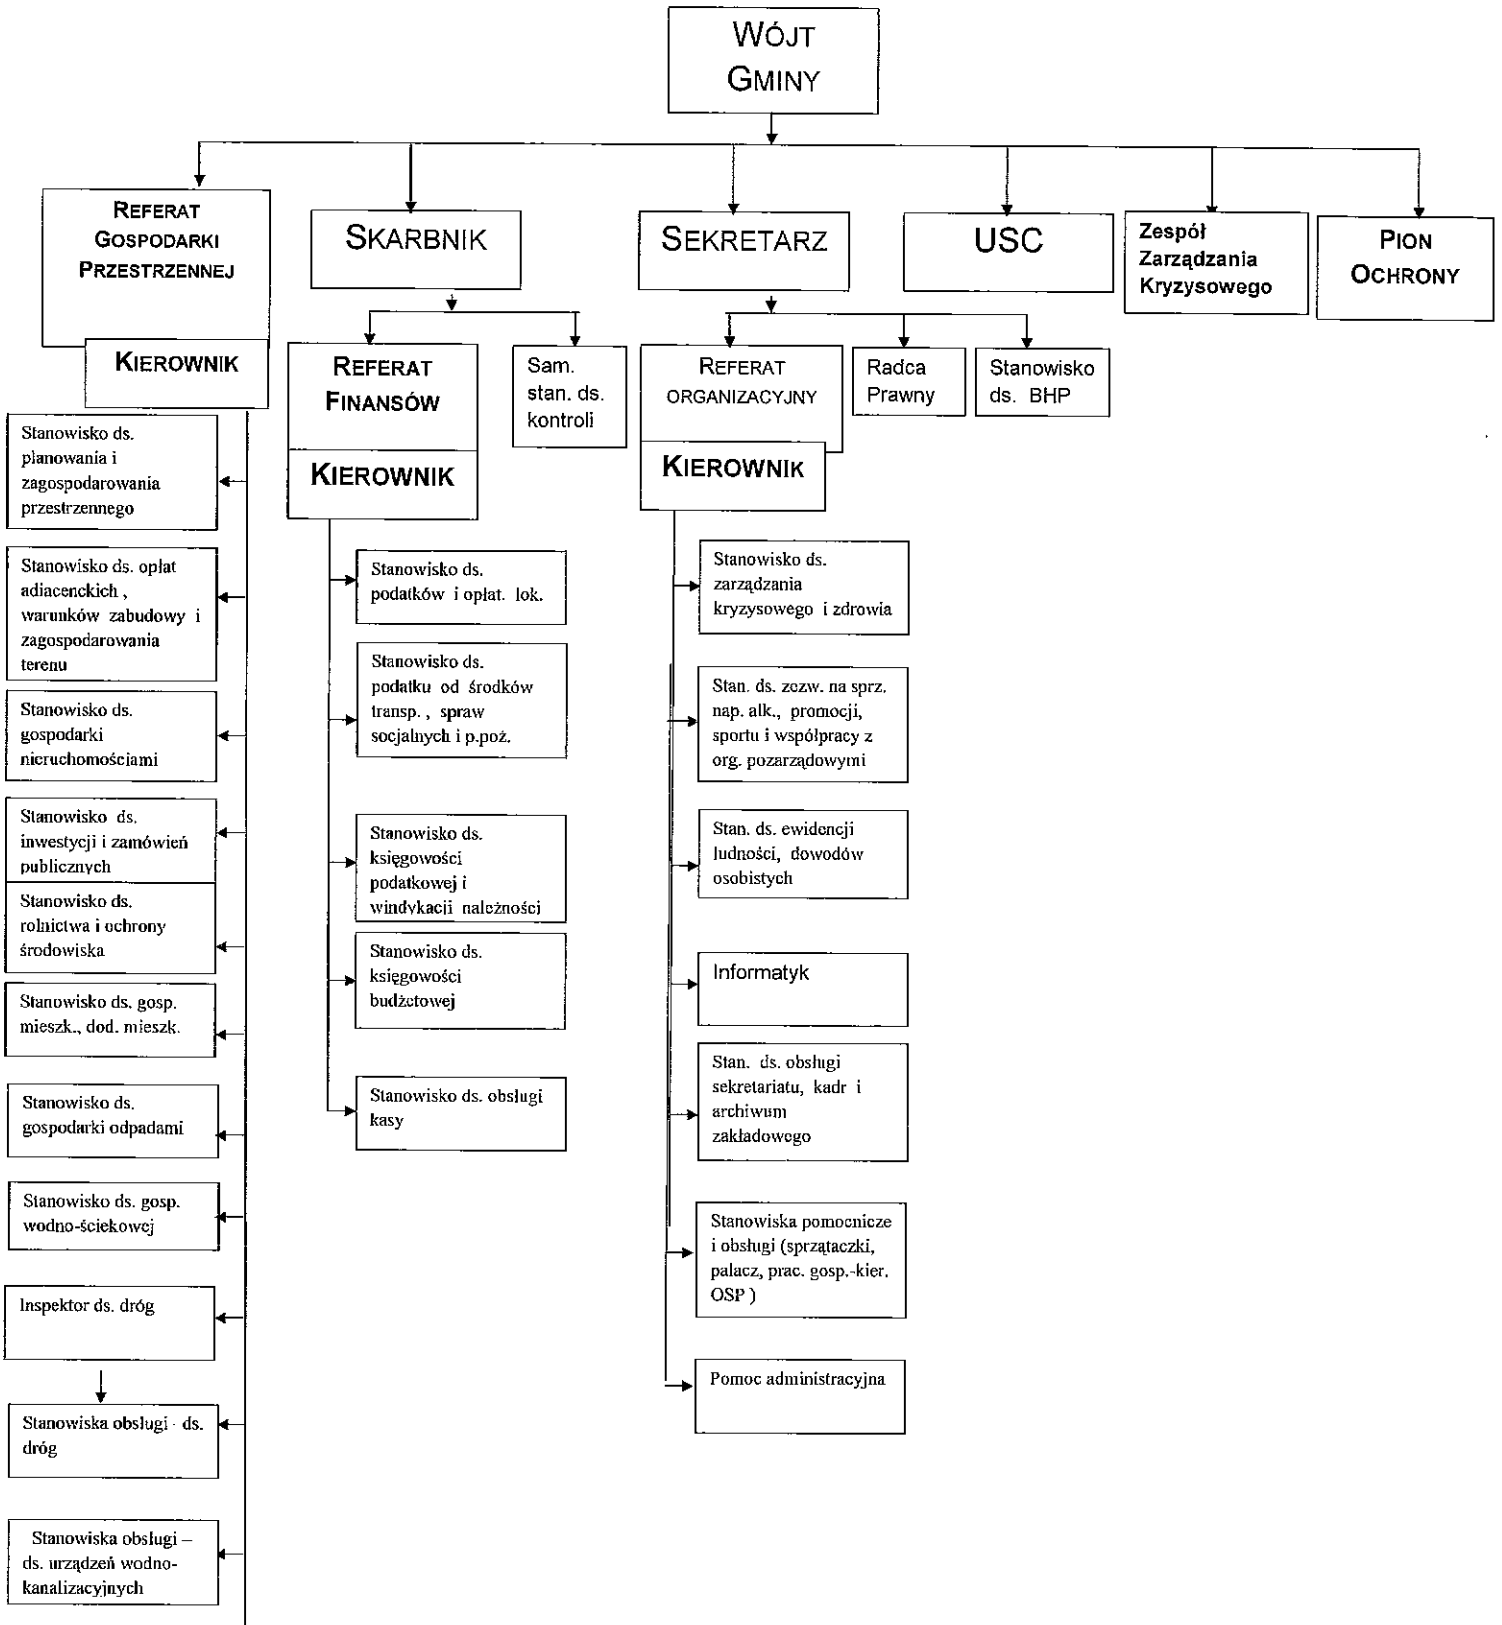 WÓJT
GMINY
REFERAT
GOSPODARKI
PRZESTRZENNEJ
KIEROWNIK
SKARBNIK
SEKRETARZ
USC
Zespół
Zarządzania
Kryzysowego
PION
OCHRONY
REFERAT
FINANSÓW
KIEROWNIK
Sam.
stan. ds.
kontroli
REFERAT
ORGANIZACYJNY
KIEROWNIK
Radca
Prawny
Stanowisko
ds. BHP
Stanowisko ds.
planowania i
zagospodarowania
przestrzennego
Stanowisko ds. opłat
adiacenckich ,
warunków zabudowy i
zagospodarowania
terenu
Stanowisko ds.
gospodarki
nieruchomościami
Stanowisko ds.
inwestycji i zamówień
publicznych
Stanowisko ds.
rolnictwa i ochrony
środowiska
Stanowisko ds. gosp.
mieszk., dod. mieszk.
Stanowisko ds.
gospodarki odpadami
Stanowisko ds. gosp.
wodno-ściekowej
Inspektor ds. dróg
Stanowiska obsługi - ds.
dróg
Stanowiska obsługi –
ds. urządzeń wodno-
kanalizacyjnych
Stanowisko ds.
podatków i opłat. lok.
Stanowisko ds.
podatku od środków
transp. , spraw
socjalnych i p.poż.
Stanowisko ds.
księgowości
podatkowej i
windykacji należności
Stanowisko ds.
księgowości
budżetowej
Stanowisko ds. obsługi
kasy
Stanowisko ds.
zarządzania
kryzysowego i zdrowia
Stan. ds. zezw. na sprz.
nap. alk., promocji,
sportu i współpracy z
org. pozarządowymi
Stan. ds. ewidencji
ludności, dowodów
osobistych
Informatyk
Stan. ds. obsługi
sekretariatu, kadr i
archiwum
zakładowego
Stanowiska pomocnicze
i obsługi (sprzątaczki,
palacz, prac. gosp.-kier.
OSP )
Pomoc administracyjna